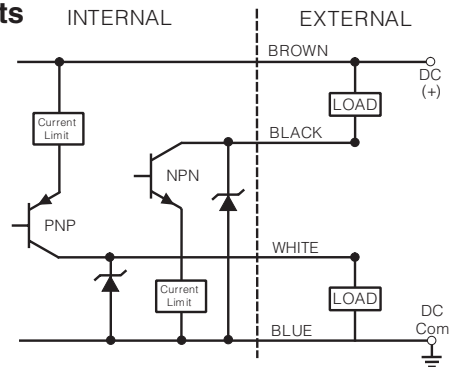 ts
INTERNAL
EXTERNAL
BROWN
DC
(+)
Current
Limit
LOAD
BLACK
NPN
PNP
WHITE
Current
Limit
LOAD
DC
Com
BLUE